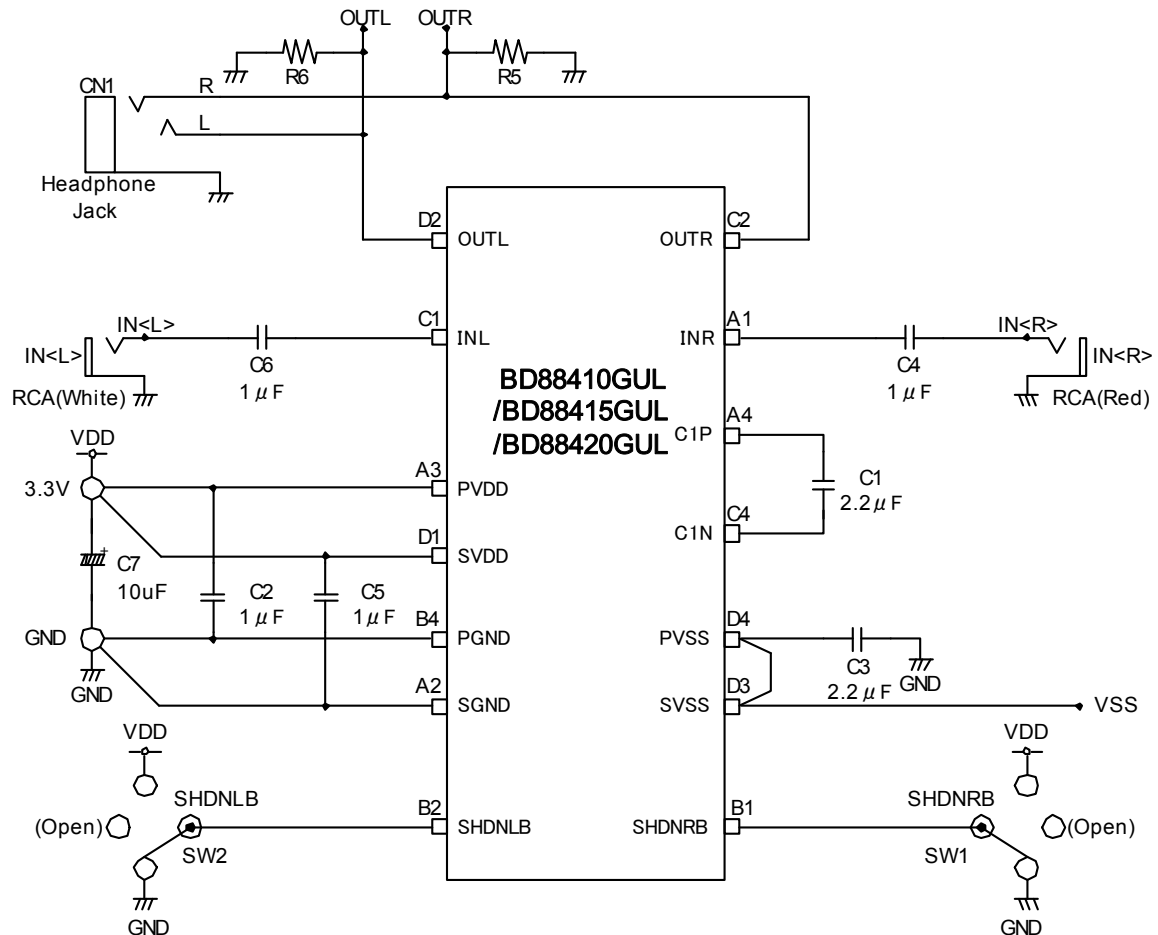 OUTL OUTR
R6 R5
CN1 R
L
Headphone
Jack
D2 C2
OUTL OUTR
IN<L> C1 A1 IN<R>
IN<L> INL INR IN<R>
C6 C4
1μF 1μF
RCA(White) RCA(Red)
BD88410GUL
/BD88415GUL
/BD88420GUL
VDD
3.3V
A3
PVDD
A4
C1P
C1
2.2μF
C4
C1N
D1
SVDD
C7
10uF
C2
1μF
C5
1μF
GND
GND
B4
PGND
D4
PVSS
C3
2.2μF
GND
A2
SGND
D3
SVSS
VSS
VDD
SHDNLB
(Open)
SW2
GND
B2
SHDNLB
B1
SHDNRB
VDD
SHDNRB
(Open)
SW1
GND